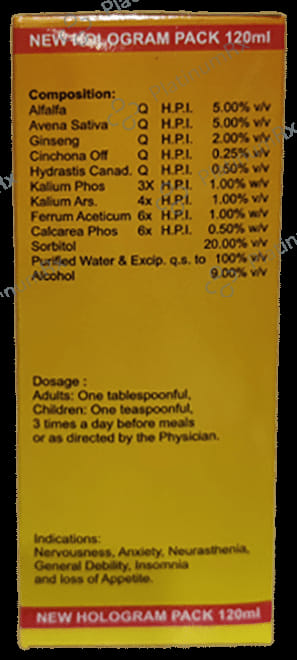 NEW HOLOGRAM PACK 120ml
Composition:
Alfalfa Q H.P.I. 5.00% v/v
Avena Sativa Q H.P.I. 5.00% v/v
Ginseng Q H.P.I. 2.00% v/v
Cinchona Off Q H.P.I. 0.25% v/v
Hydrastis Canad. Q H.P.I. 0.50% v/v
Kalium Phos 3X H.P.I. 1.00% w/v
Kalium Ars. 4x H.P.I. 1.00% v/v
Ferrum Aceticum 6x H.P.I. 1.00% w/v
Calcarea Phos 6x H.P.I. 0.50% w/v
Sorbitol 20.00% v/v
Purified Water & Excip. q.s. to 100% v/v
Alcohol 9.00% v/v
Dosage :
Adults: One tablespoonful,
Children: One teaspoonful,
3 times a day before meals
or as directed by the Physician.
Indications:
Nervousness, Anxiety, Neurasthenia,
General Debility, Insomnia
and loss of Appetite.
NEW HOLOGRAM PACK 120ml